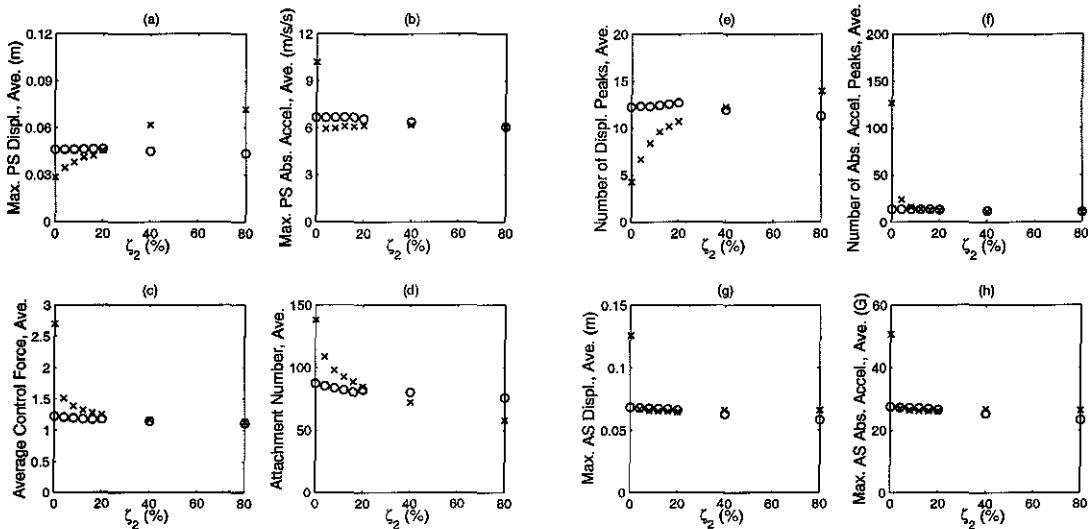 (a)
Max. PS Displ., Ave. (m)
0.12
0.09
0.06
0.03
0
0 20 40 60 80
ζ2 (%)
(b)
Max. PS Abs. Accel., Ave. (m/s/s)
12
9
6
3
0
0 20 40 60 80
ζ2 (%)
(e)
Number of Displ. Peaks, Ave.
20
15
10
5
0
0 20 40 60 80
ζ2 (%)
(f)
Number of Abs. Accel. Peaks, Ave.
200
150
100
50
0
0 20 40 60 80
ζ2 (%)
(c)
Average Control Force, Ave.
3
2.5
2
1.5
1
0.5
0
0 20 40 60 80
ζ2 (%)
(d)
Attachment Number, Ave.
150
100
50
0
0 20 40 60 80
ζ2 (%)
(g)
Max. AS Displ., Ave. (m)
0.15
0.1
0.05
0
0 20 40 60 80
ζ2 (%)
(h)
Max. AS Abs. Accel., Ave. (G)
60
40
20
0
0 20 40 60 80
ζ2 (%)